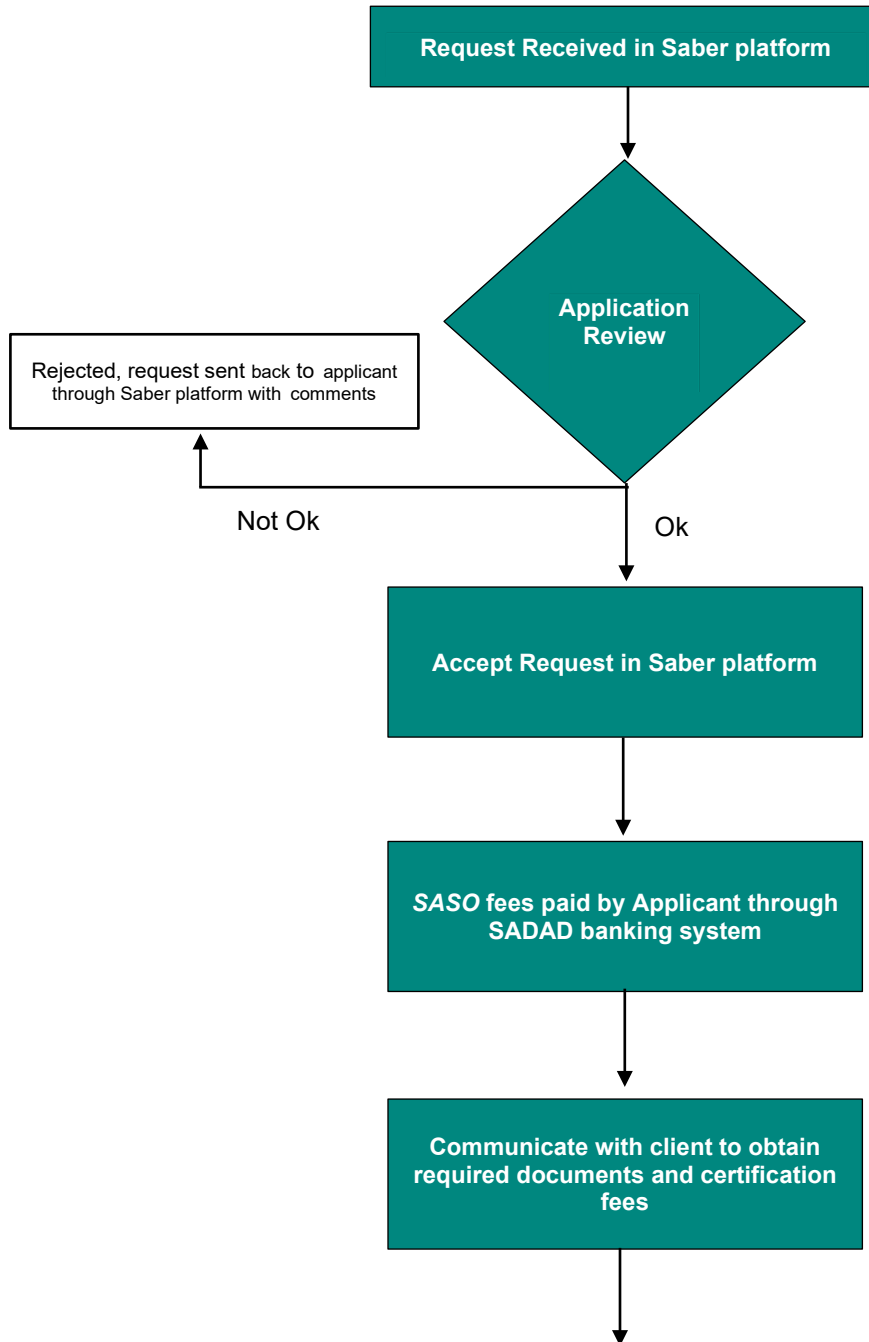 Request Received in Saber platform
Application
Review
Rejected, request sent back to applicant
through Saber platform with comments
Not Ok
Ok
Accept Request in Saber platform
SASO fees paid by Applicant through
SADAD banking system
Communicate with client to obtain
required documents and certification
fees